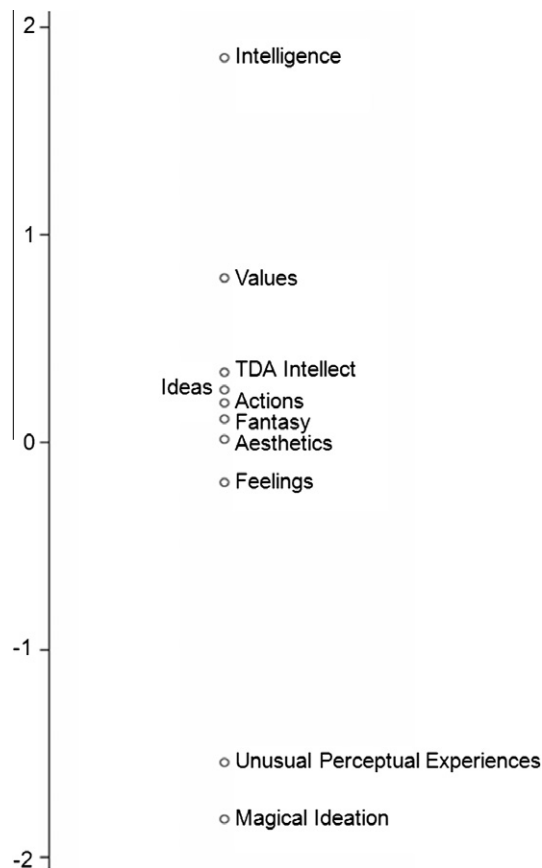 2
Intelligence
1
Values
TDA Intellect
Ideas
Actions
Fantasy
0
Aesthetics
Feelings
-1
Unusual Perceptual Experiences
Magical Ideation
-2